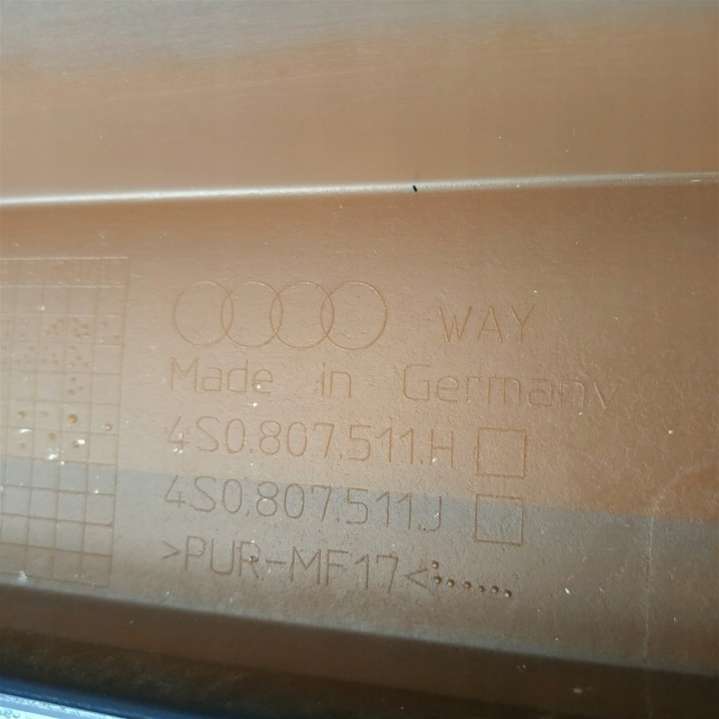 WAY
Made in Germany
4S0.807.511.H
4S0.807.511.J
>PUR-MF17<